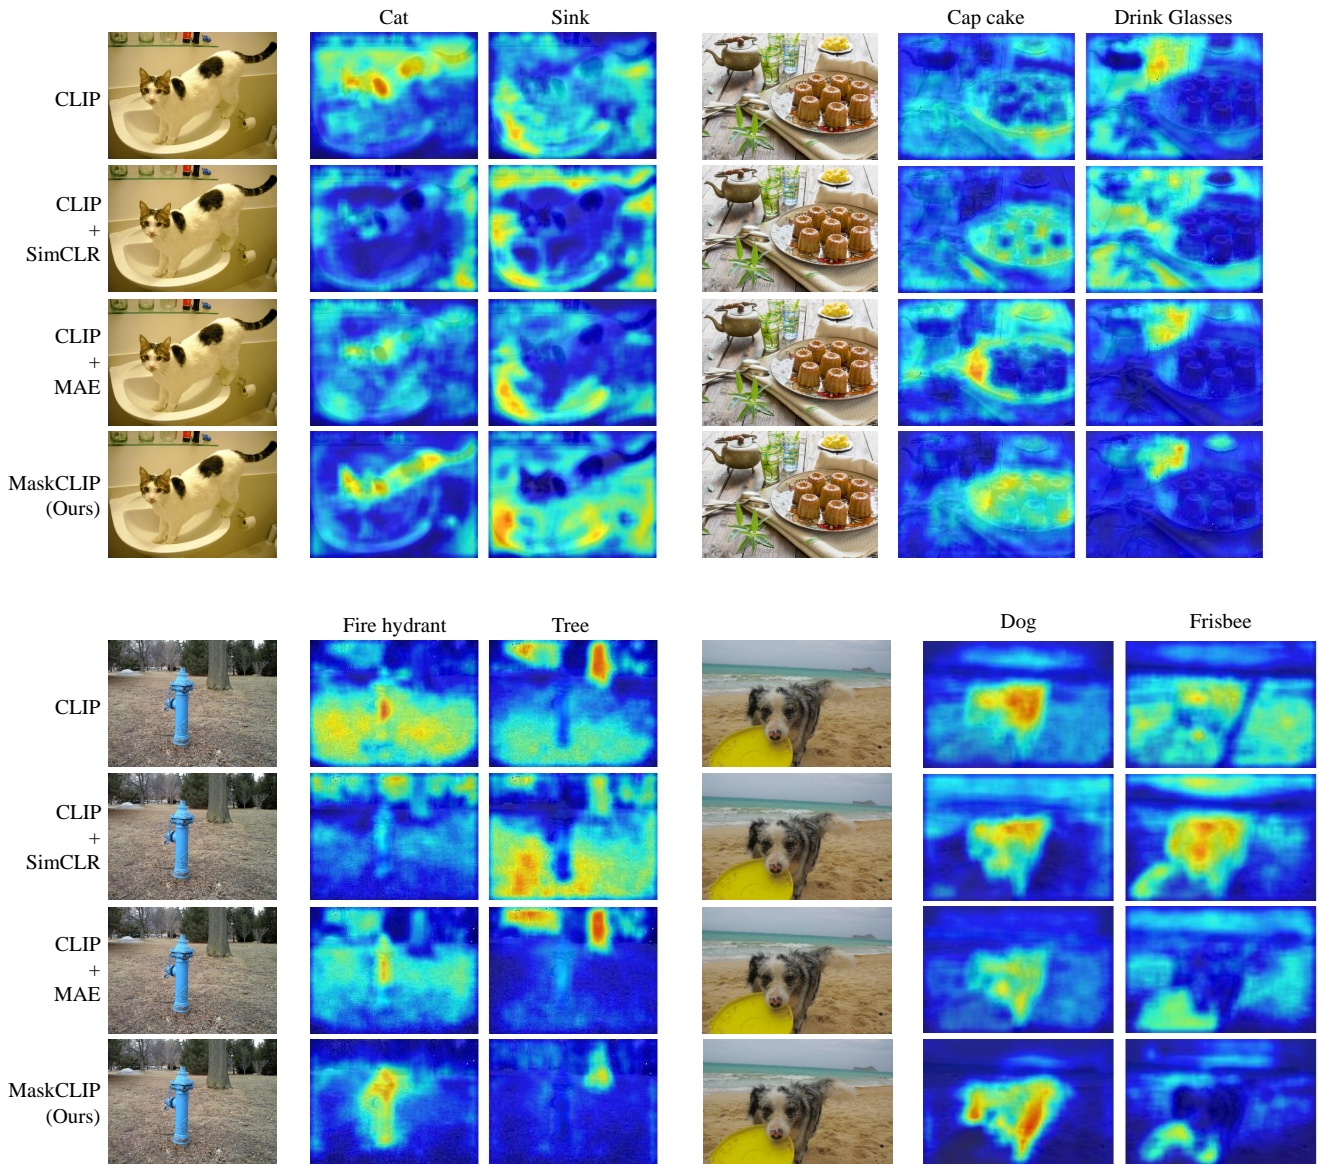 Cat Sink Cap cake Drink Glasses
CLIP
CLIP
+
SimCLR
CLIP
+
MAE
MaskCLIP
(Ours)
Fire hydrant Tree Dog Frisbee
CLIP
CLIP
+
SimCLR
CLIP
+
MAE
MaskCLIP
(Ours)